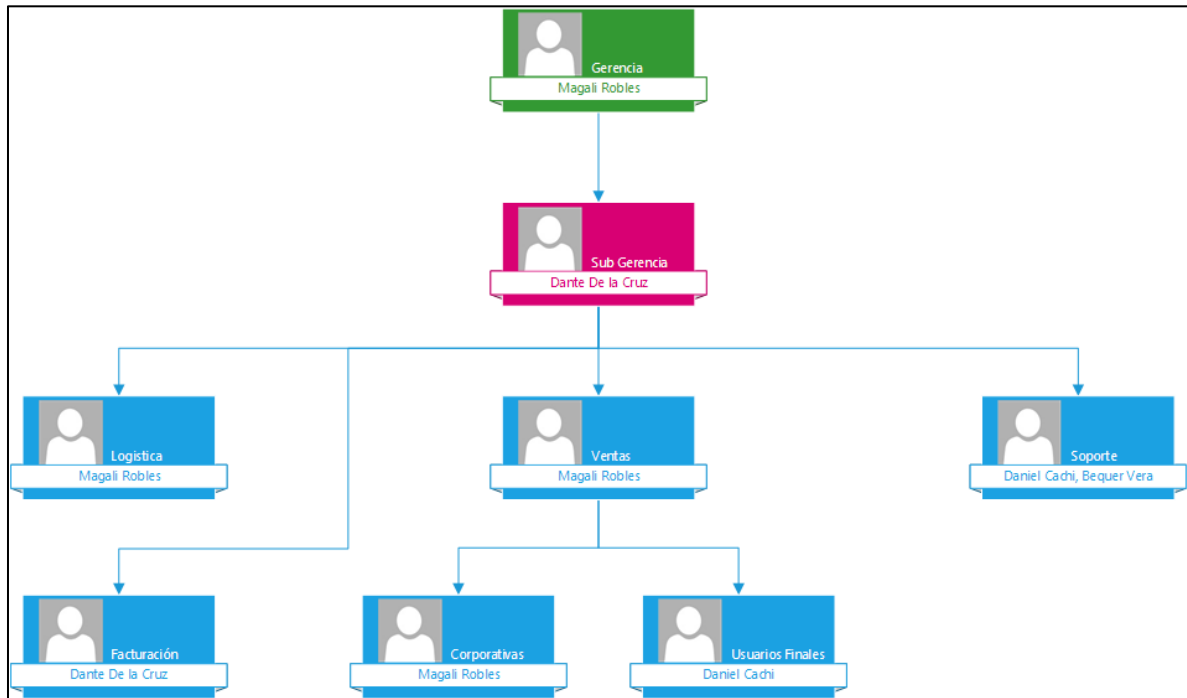 Gerencia
Magali Robles
Sub Gerencia
Dante De la Cruz
Logistica
Magali Robles
Ventas
Magali Robles
Soporte
Daniel Cachi, Bequer Vera
Facturación
Dante De la Cruz
Corporativas
Magali Robles
Usuarios Finales
Daniel Cachi